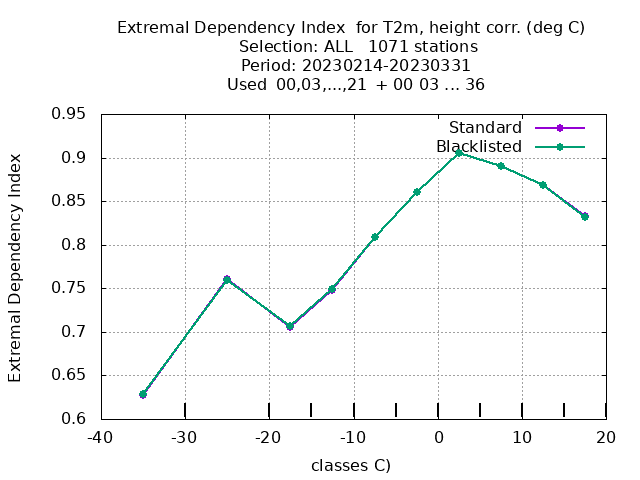 Extremal Dependency Index  for T2m, height corr. (deg C)
Selection: ALL   1071 stations
Period: 20230214-20230331
Used  00,03,...,21  + 00 03 ... 36
Standard
Blacklisted
Extremal Dependency Index
0.95
0.9
0.85
0.8
0.75
0.7
0.65
0.6
-40 -30 -20 -10 0 10 20
classes C)